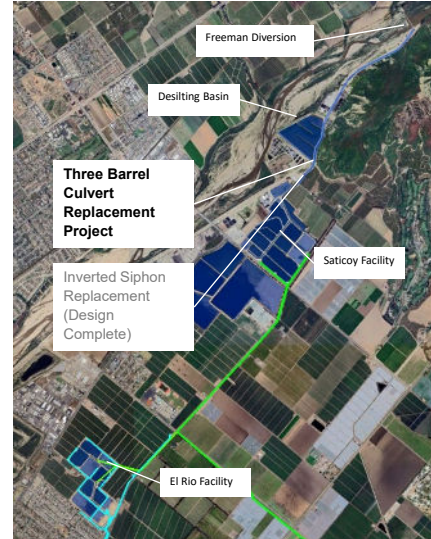 Freeman Diversion
Desilting Basin
Three Barrel
Culvert
Replacement
Project
Saticoy Facility
Inverted Siphon
Replacement
(Design
Complete)
El Rio Facility